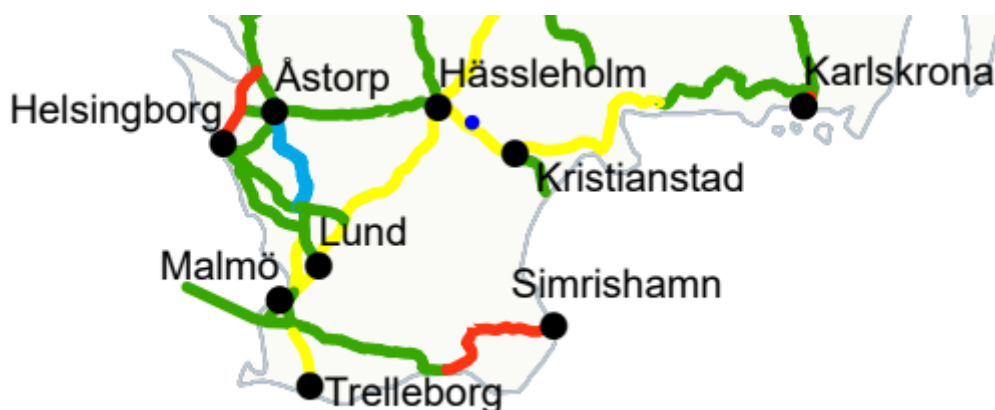 Åstorp
Hässleholm
Karlskrona
Helsingborg
Kristianstad
Lund
Malmö
Simrishamn
Trelleborg